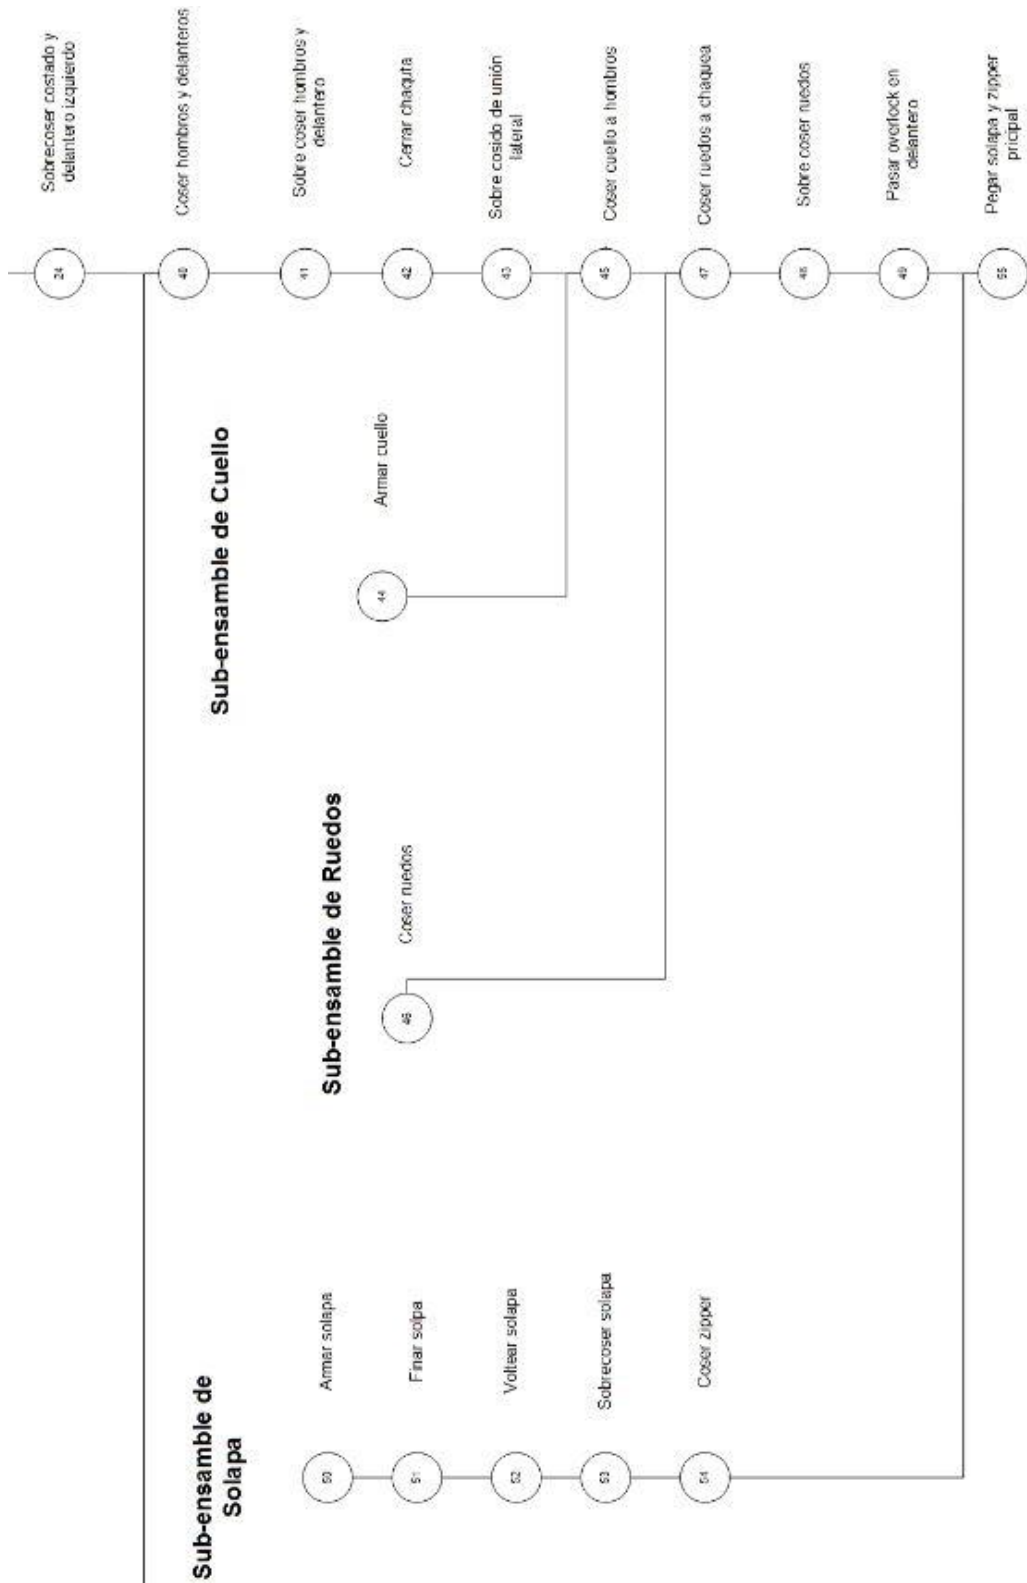 Sub-ensamble de
Solapa
50
Armar solapa
51
Finar solpa
52
Voltear solapa
53
Sobrecoser solapa
54
Coser zipper
Sub-ensamble de Ruedos
46
Coser ruedos
Sub-ensamble de Cuello
44
Armar cuello
24
Sobrecoser costado y
delantero izquierdo
40
Coser hombros y delanteros
41
Sobre coser hombros y
delantero
42
Cerrar chaquta
43
Sobre cosido de unión
lateral
45
Coser cuello a hombros
47
Coser ruedos a chaquea
48
Sobre coser ruedos
49
Pasar overlock en
delantero
55
Pegar solapa y zipper
pricipal